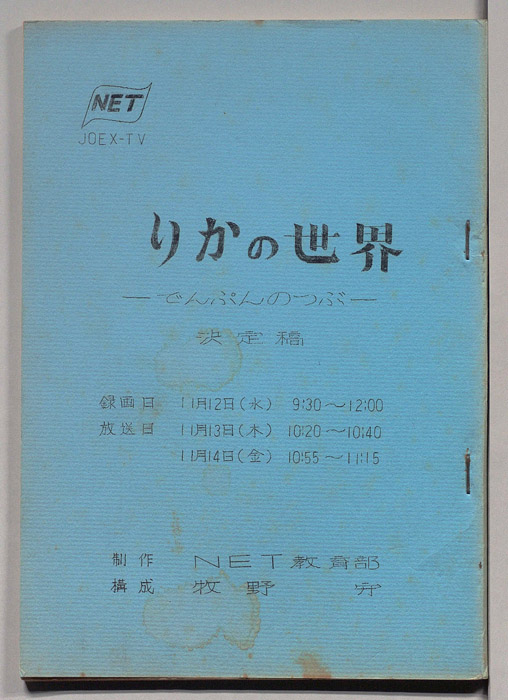 NET
JOEX-TV
りかの世界
―でんぷんのつぶ―
決定稿
録画日 11月12日(水) 9:30～12:00
放送日 11月13日(木) 10:20～10:40
11月14日(金) 10:55～11:15
制作 NET教育部
構成 牧野 弁